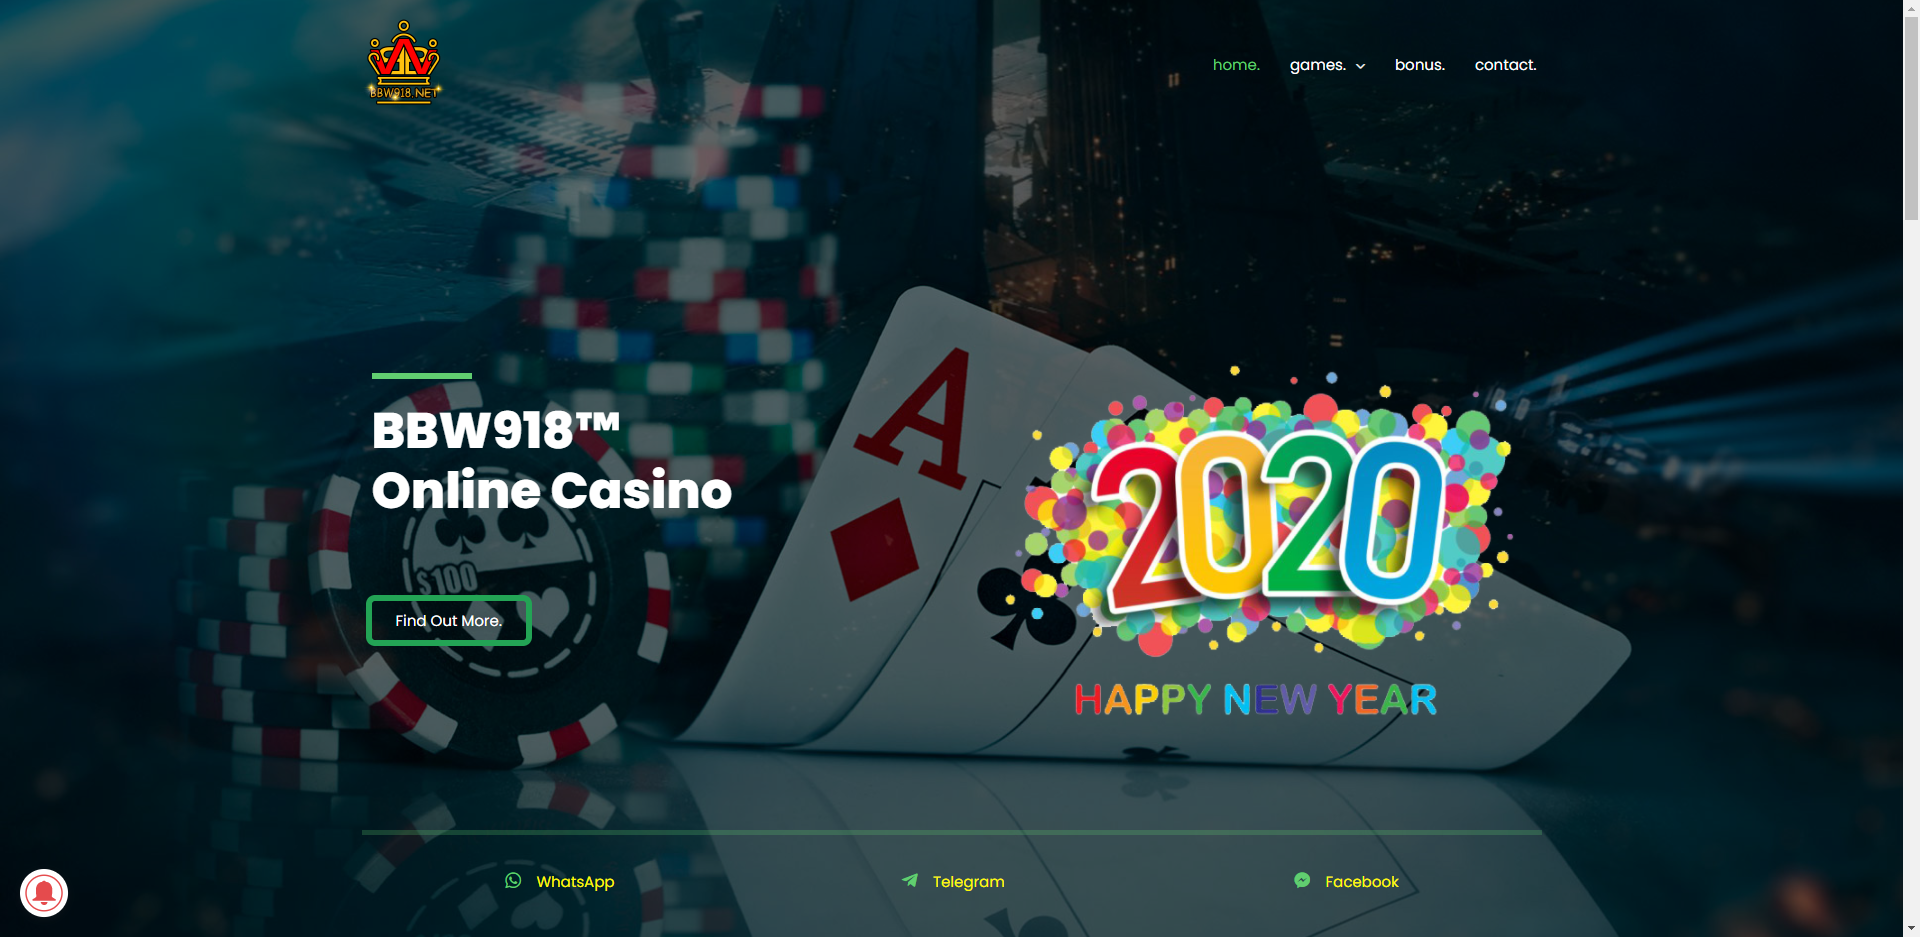 BBW918.NET
home.
games.
bonus.
contact.
BBW918™
Online Casino
A
$100
Find Out More.
2020
HAPPY NEW YEAR
WhatsApp
Telegram
Facebook